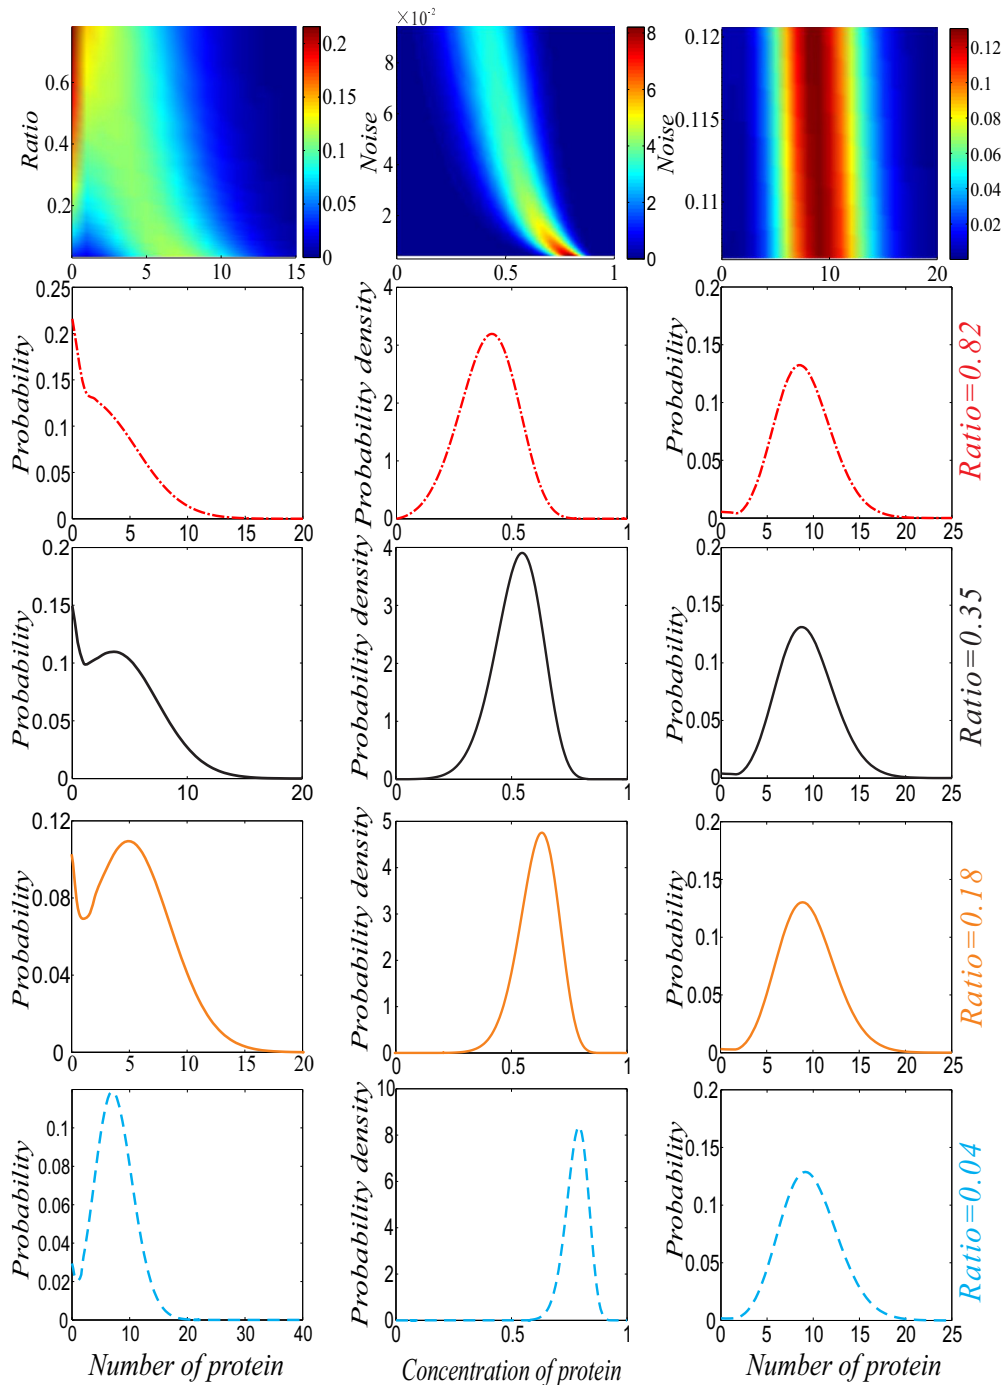 Ratio
0.6
0.4
0.2
0 5 10 15
0.2
0.15
0.1
0.05
0
×10⁻²
Noise
8
6
4
2
0 0.5 1
8
6
4
2
0
Noise
0.12
0.115
0.11
0 10 20
0.12
0.1
0.08
0.06
0.04
0.02
Probability
0.25
0.2
0.15
0.1
0.05
0
0 5 10 15 20
Probability density
4
3
2
1
0
0 0.5 1
Probability
0.2
0.15
0.1
0.05
0
0 5 10 15 20 25
Ratio=0.82
Probability
0.2
0.15
0.1
0.05
0
0 10 20
Probability density
4
3
2
1
0
0 0.5 1
Probability
0.2
0.15
0.1
0.05
0
0 5 10 15 20 25
Ratio=0.35
Probability
0.12
0.08
0.04
0
0 5 10 15 20
Probability density
5
4
3
2
1
0
0 0.5 1
Probability
0.2
0.15
0.1
0.05
0
0 5 10 15 20 25
Ratio=0.18
Probability
0.1
0.08
0.06
0.04
0.02
0
0 10 20 30 40
Number of protein
Probability density
10
8
6
4
2
0
0 0.5 1
Concentration of protein
Probability
0.2
0.15
0.1
0.05
0
0 5 10 15 20 25
Number of protein
Ratio=0.04